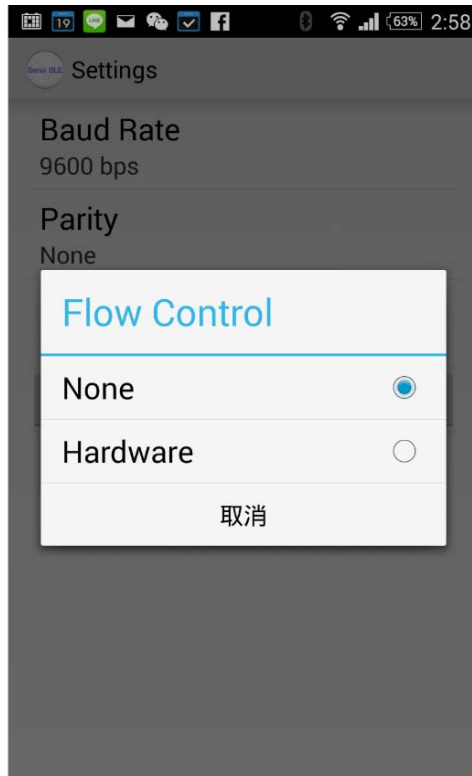 19
63%
2:58
Serial BLE
Settings
Baud Rate
9600 bps
Parity
None
Flow Control
None
Hardware
取消